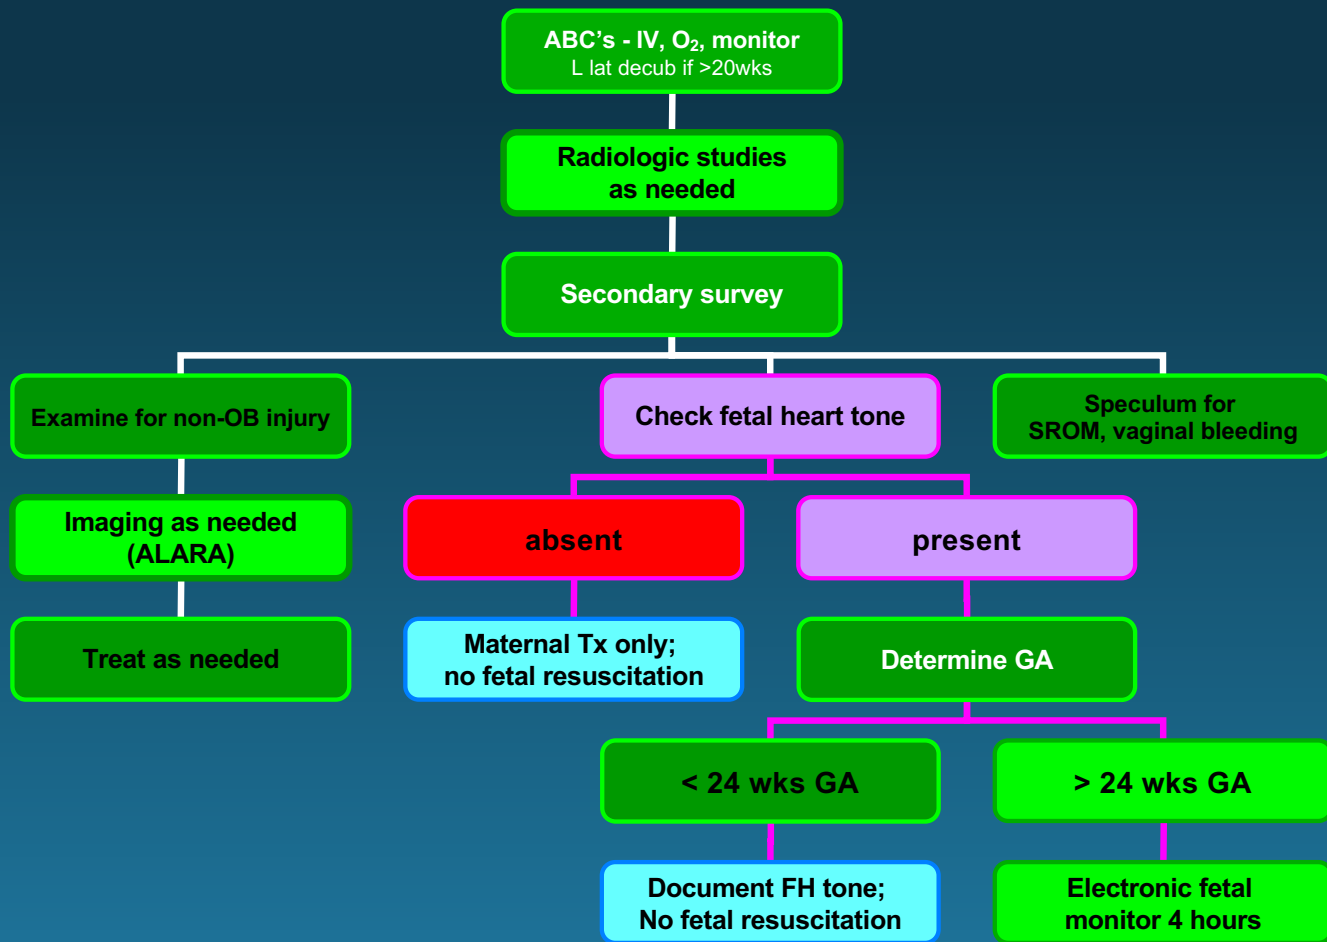 ABC’s - IV, O₂, monitor
L lat decub if >20wks
Radiologic studies
as needed
Secondary survey
Examine for non-OB injury
Check fetal heart tone
Speculum for
SROM, vaginal bleeding
Imaging as needed
(ALARA)
absent
present
Treat as needed
Maternal Tx only;
no fetal resuscitation
Determine GA
< 24 wks GA
> 24 wks GA
Document FH tone;
No fetal resuscitation
Electronic fetal
monitor 4 hours